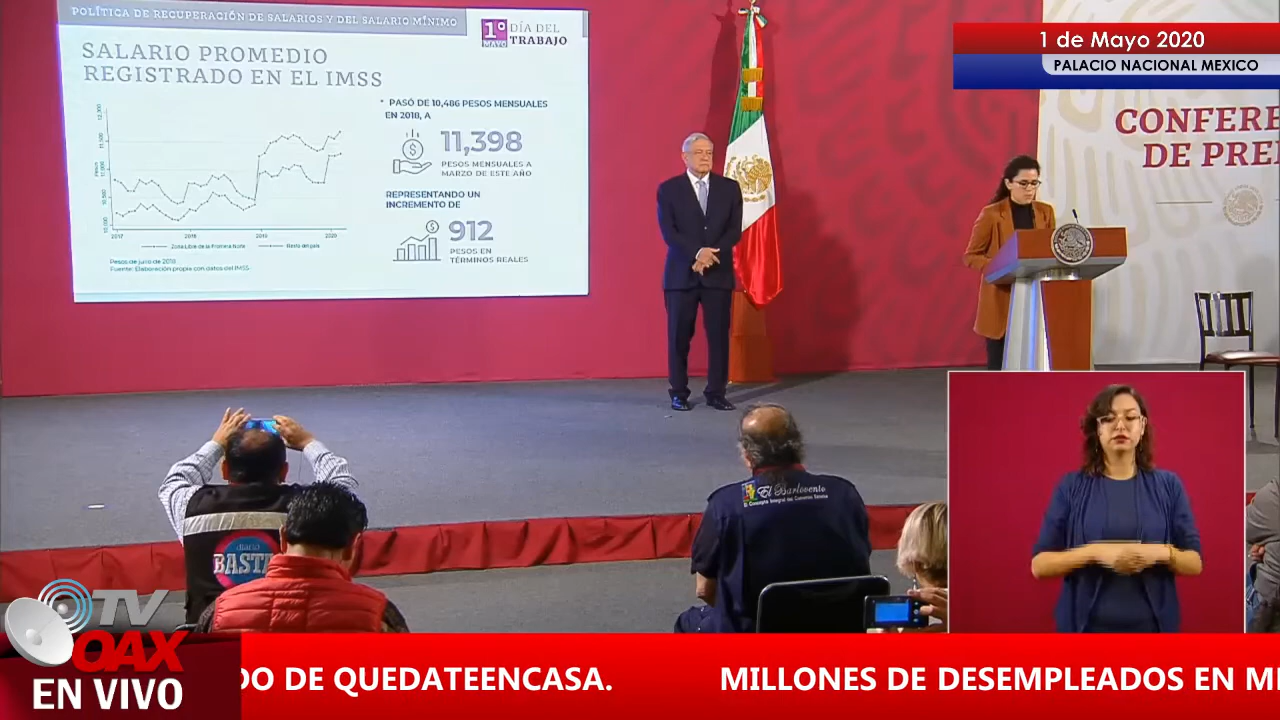 POLÍTICA DE RECUPERACIÓN DE SALARIOS Y DEL SALARIO MÍNIMO
1º
MAYO
DÍA DEL
TRABAJO
SALARIO PROMEDIO
REGISTRADO EN EL IMSS
PASÓ DE 10,486 PESOS MENSUALES
EN 2018, A
11,398
PESOS MENSUALES A
MARZO DE ESTE AÑO
REPRESENTANDO UN
INCREMENTO DE
912
PESOS EN
TÉRMINOS REALES
2017
2018
2019
2020
Zona Libre de la Frontera Norte
Resto del país
Pesos de julio de 2018
Fuente: Elaboración propia con datos del IMSS
1 de Mayo 2020
PALACIO NACIONAL MEXICO
CONFERE
DE PRE
El Barlovento
diario
BASTA
TV
OAX
EN VIVO
DO DE QUEDATEENCASA.
MILLONES DE DESEMPLEADOS EN M